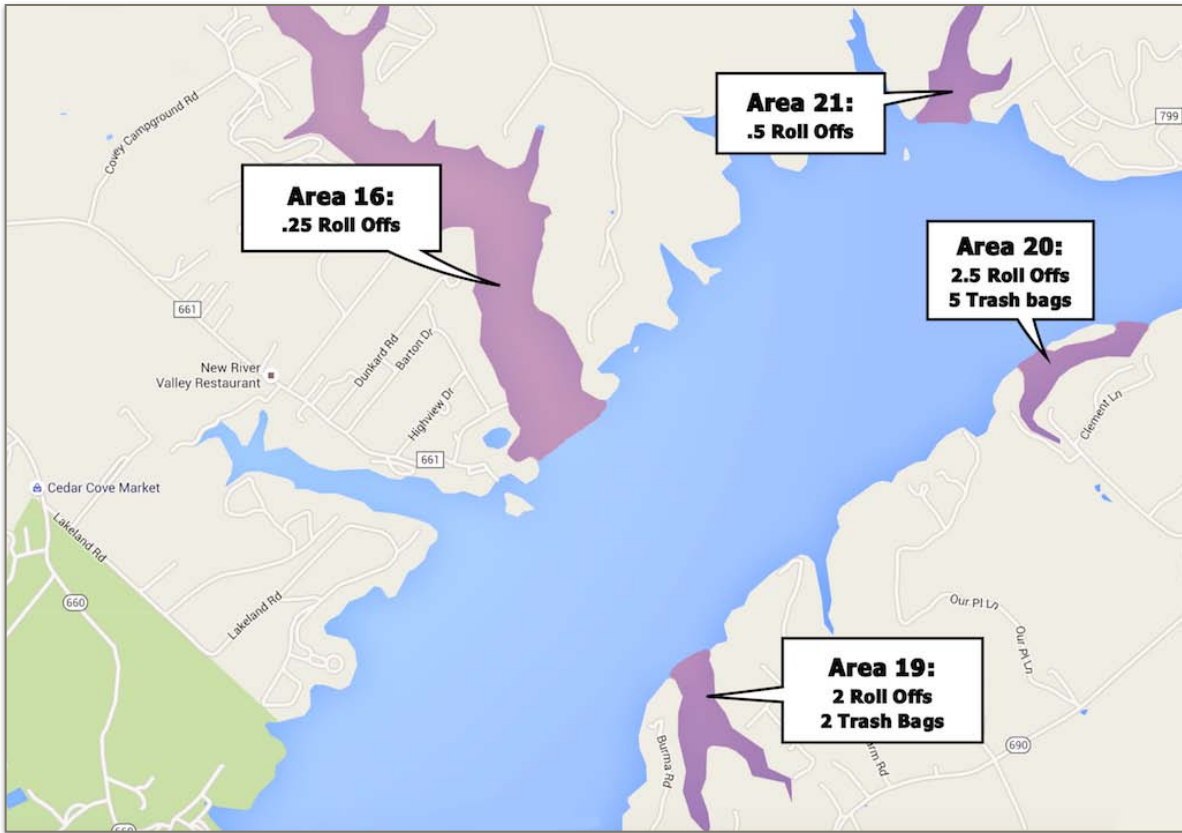 Area 21:
.5 Roll Offs
799
Covey Campground Rd
Area 16:
.25 Roll Offs
Area 20:
2.5 Roll Offs
5 Trash bags
661
New River
Valley Restaurant
Dunkard Rd
Barton Dr
Highview Dr
Clement Ln
661
Cedar Cove Market
Lakeland Rd
660
Lakeland Rd
Our Pl Ln
Our Pl Ln
Area 19:
2 Roll Offs
2 Trash Bags
Burma Rd
690